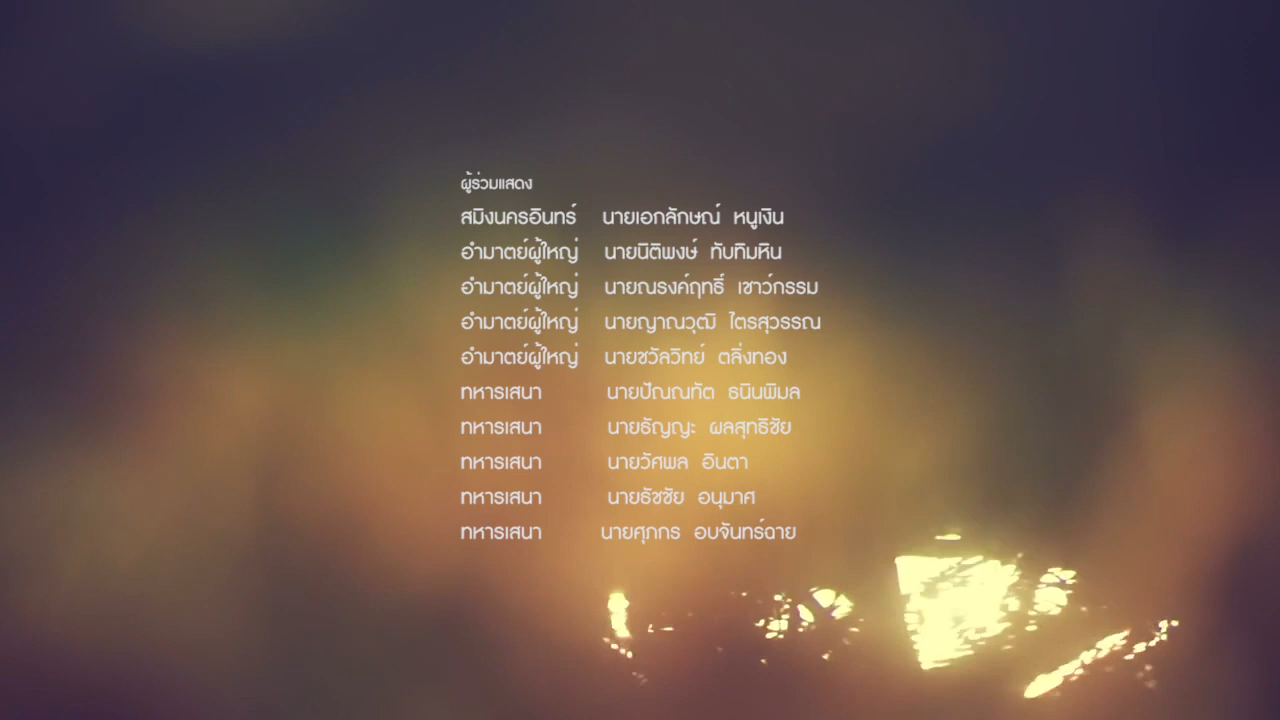 ผู้ร่วมแสดง
สมิงนครอินทร์ นายเอกลักษณ์ หนูเงิน
อำมาตย์ผู้ใหญ่ นายนิติพงษ์ ทับทิมหิน
อำมาตย์ผู้ใหญ่ นายณรงค์ฤทธิ์ เชาว์กรรม
อำมาตย์ผู้ใหญ่ นายญาณวุฒิ ไตรสุวรรณ
อำมาตย์ผู้ใหญ่ นายชวัลวิทย์ ตลิ่งทอง
ทหารเสนา นายปัณณทัต ธนินพิมล
ทหารเสนา นายธัญญะ ผลสุทธิชัย
ทหารเสนา นายวัศพล อินตา
ทหารเสนา นายธัชชัย อนุมาศ
ทหารเสนา นายศุภกร อบจันทร์ฉาย